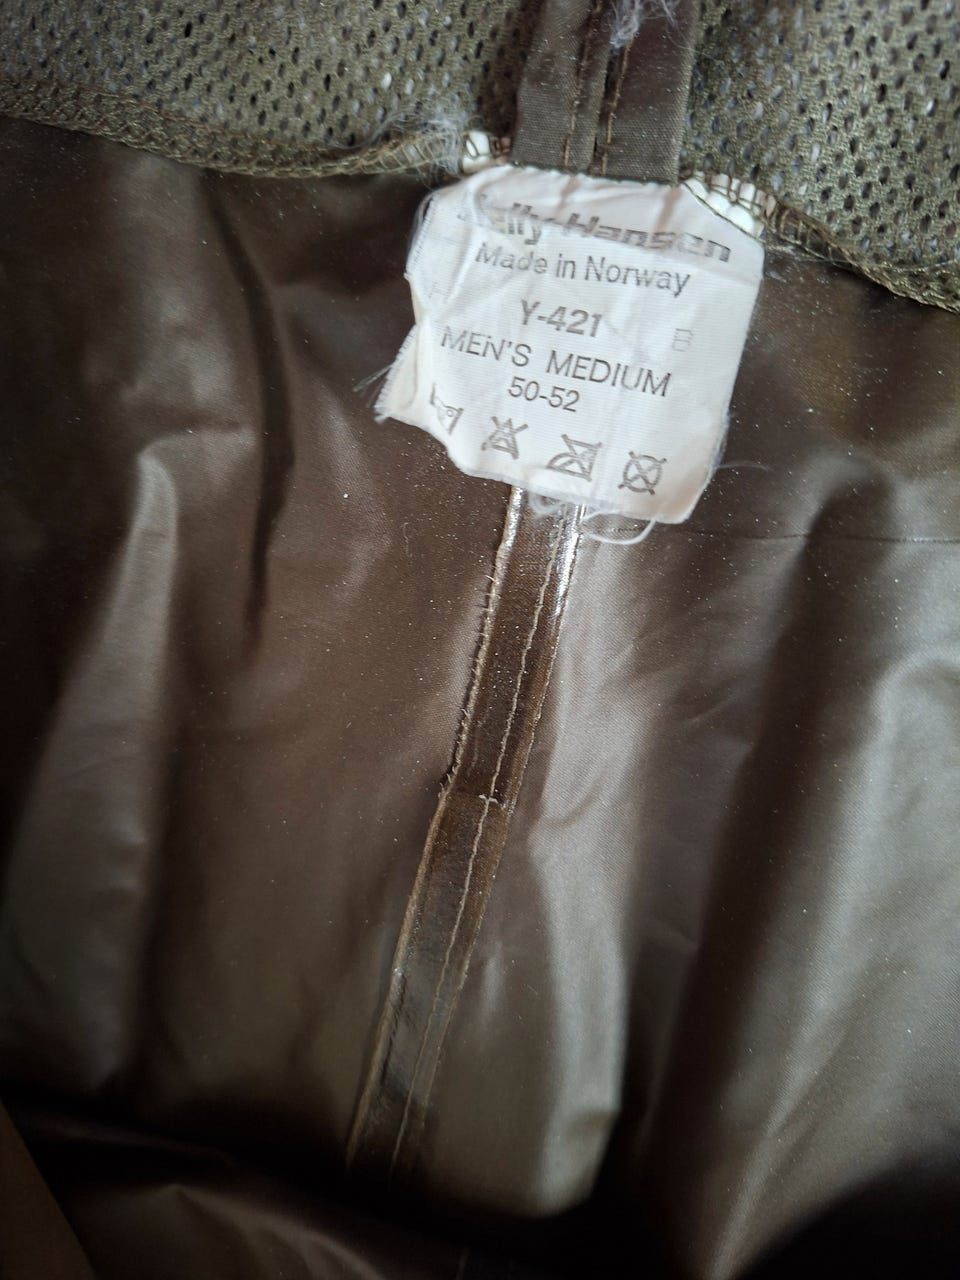 Helly-Hansen
Made in Norway
Y-421
B
MEN'S MEDIUM
50-52